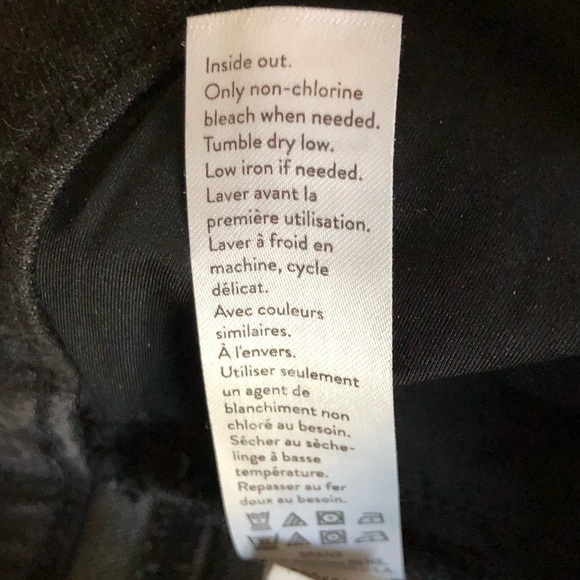 Inside out.
Only non-chlorine
bleach when needed.
Tumble dry low.
Low iron if needed.
Laver avant la
première utilisation.
Laver à froid en
machine, cycle
délicat.
Avec couleurs
similaires.
À l'envers.
Utiliser seulement
un agent de
blanchiment non
chloré au besoin.
Sécher au sèche-
linge à basse
température.
Repasser au fer
doux au besoin.